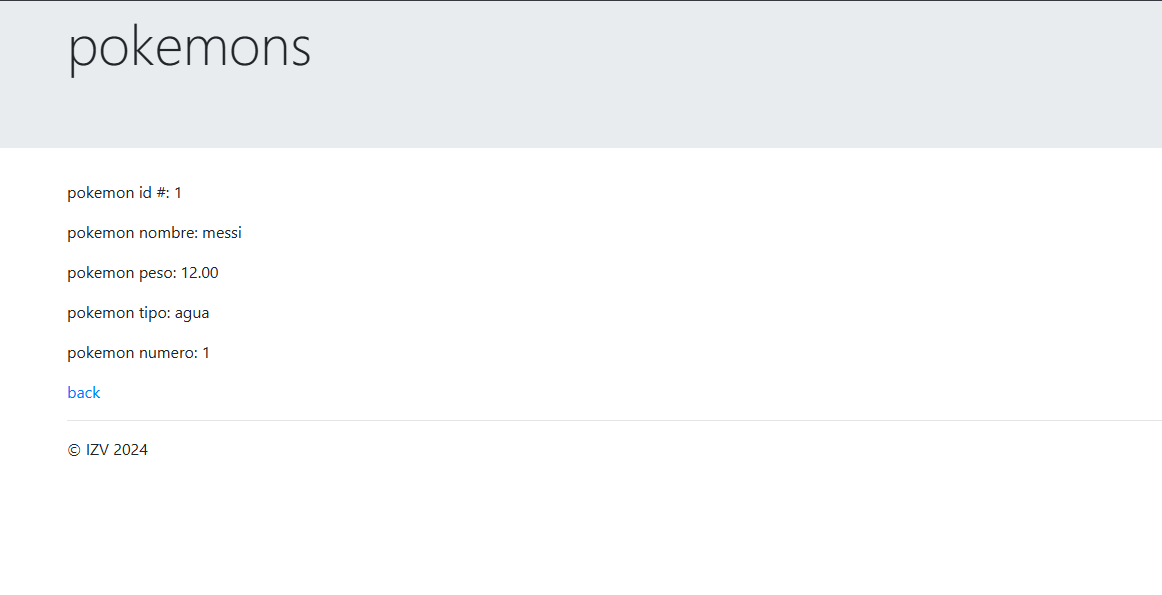 pokemons
pokemon id #: 1
pokemon nombre: messi
pokemon peso: 12.00
pokemon tipo: agua
pokemon numero: 1
back
© IZV 2024